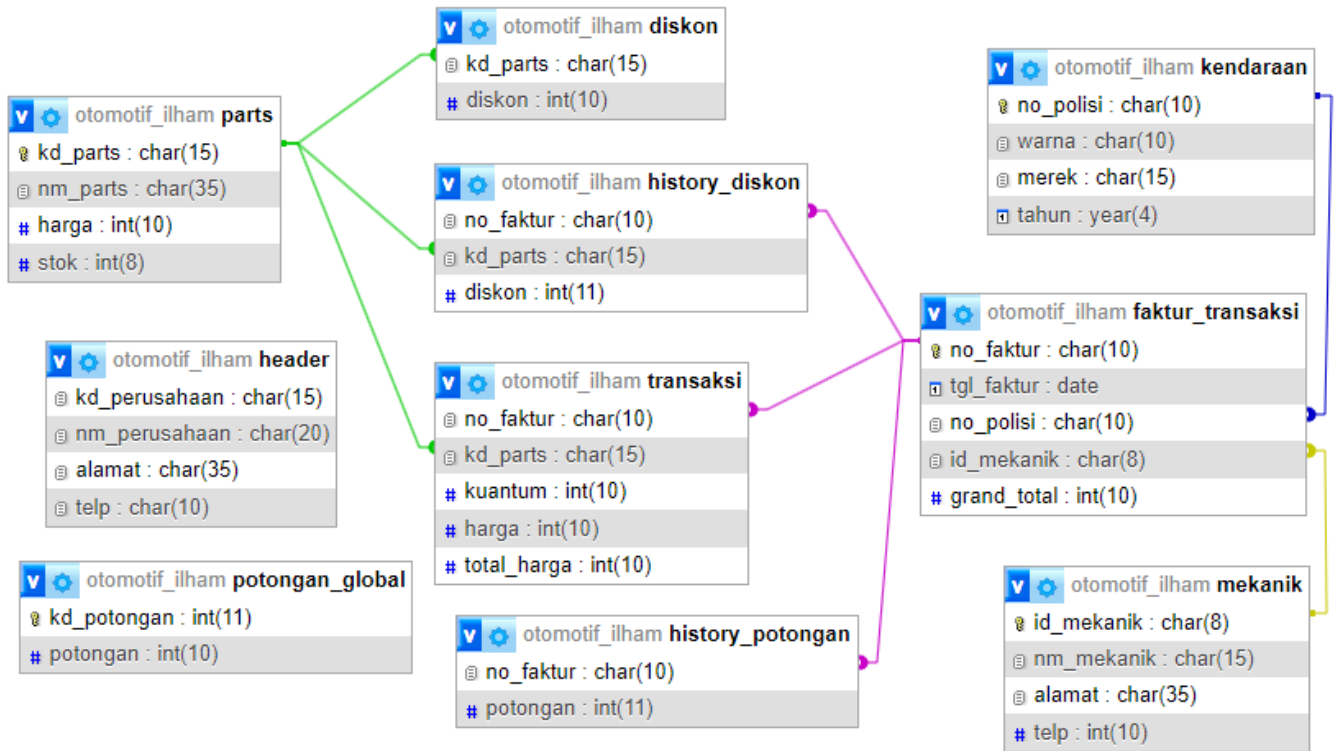 otomotif_ilham diskon
kd_parts : char(15)
diskon : int(10)
otomotif_ilham kendaraan
no_polisi : char(10)
warna : char(10)
merek : char(15)
tahun : year(4)
otomotif_ilham parts
kd_parts : char(15)
nm_parts : char(35)
harga : int(10)
stok : int(8)
otomotif_ilham history_diskon
no_faktur : char(10)
kd_parts : char(15)
diskon : int(11)
otomotif_ilham faktur_transaksi
no_faktur : char(10)
tgl_faktur : date
no_polisi : char(10)
id_mekanik : char(8)
grand_total : int(10)
otomotif_ilham header
kd_perusahaan : char(15)
nm_perusahaan : char(20)
alamat : char(35)
telp : char(10)
otomotif_ilham transaksi
no_faktur : char(10)
kd_parts : char(15)
kuantum : int(10)
harga : int(10)
total_harga : int(10)
otomotif_ilham potongan_global
kd_potongan : int(11)
potongan : int(10)
otomotif_ilham history_potongan
no_faktur : char(10)
potongan : int(11)
otomotif_ilham mekanik
id_mekanik : char(8)
nm_mekanik : char(15)
alamat : char(35)
telp : int(10)